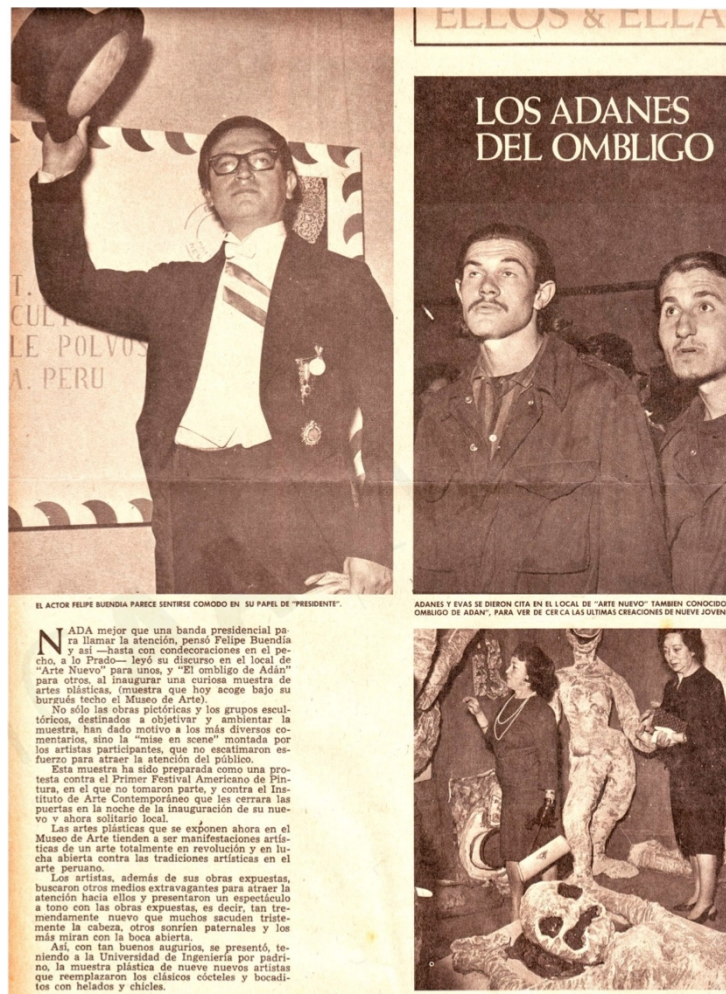 ELLOS & ELLA
LOS ADANES
DEL OMBLIGO
T.
CUL
LE POLVOS
A. PERU
EL ACTOR FELIPE BUENDIA PARECE SENTIRSE COMODO EN SU PAPEL DE "PRESIDENTE".
ADANES Y EVAS SE DIERON CITA EN EL LOCAL DE "ARTE NUEVO" TAMBIEN CONOCIDO
OMBLIGO DE ADAN", PARA VER DE CERCA LAS ULTIMAS CREACIONES DE NUEVE JOVEN
NADA mejor que una banda presidencial pa-
ra llamar la atención, pensó Felipe Buendía
y así —hasta con condecoraciones en el pe-
cho, a lo Prado— leyó su discurso en el local de
"Arte Nuevo" para unos, y "El ombligo de Adán"
para otros, al inaugurar una curiosa muestra de
artes plásticas, (muestra que hoy acoge bajo su
burgués techo el Museo de Arte).
No sólo las obras pictóricas y los grupos escul-
tóricos, destinados a objetivar y ambientar la
muestra, han dado motivo a los más diversos co-
mentarios, sino la "mise en scene" montada por
los artistas participantes, que no escatimaron es-
fuerzo para atraer la atención del público.
Esta muestra ha sido preparada como una pro-
testa contra el Primer Festival Americano de Pin-
tura, en el que no tomaron parte, y contra el Ins-
tituto de Arte Contemporáneo que les cerrara las
puertas en la noche de la inauguración de su nue-
vo y ahora solitario local.
Las artes plásticas que se exponen ahora en el
Museo de Arte tienden a ser manifestaciones artís-
ticas de un arte totalmente en revolución y en lu-
cha abierta contra las tradiciones artísticas en el
arte peruano.
Los artistas, además de sus obras expuestas,
buscaron otros medios extravagantes para atraer la
atención hacia ellos y presentaron un espectáculo
a tono con las obras expuestas, es decir, tan tre-
mendamente nuevo que muchos sacuden triste-
mente la cabeza, otros sonríen paternales y los
más miran con la boca abierta.
Así, con tan buenos augurios, se presentó, te-
niendo a la Universidad de Ingeniería por padri-
no, la muestra plástica de nueve nuevos artistas
que reemplazaron los clásicos cócteles y bocadi-
tos con helados y chicles.